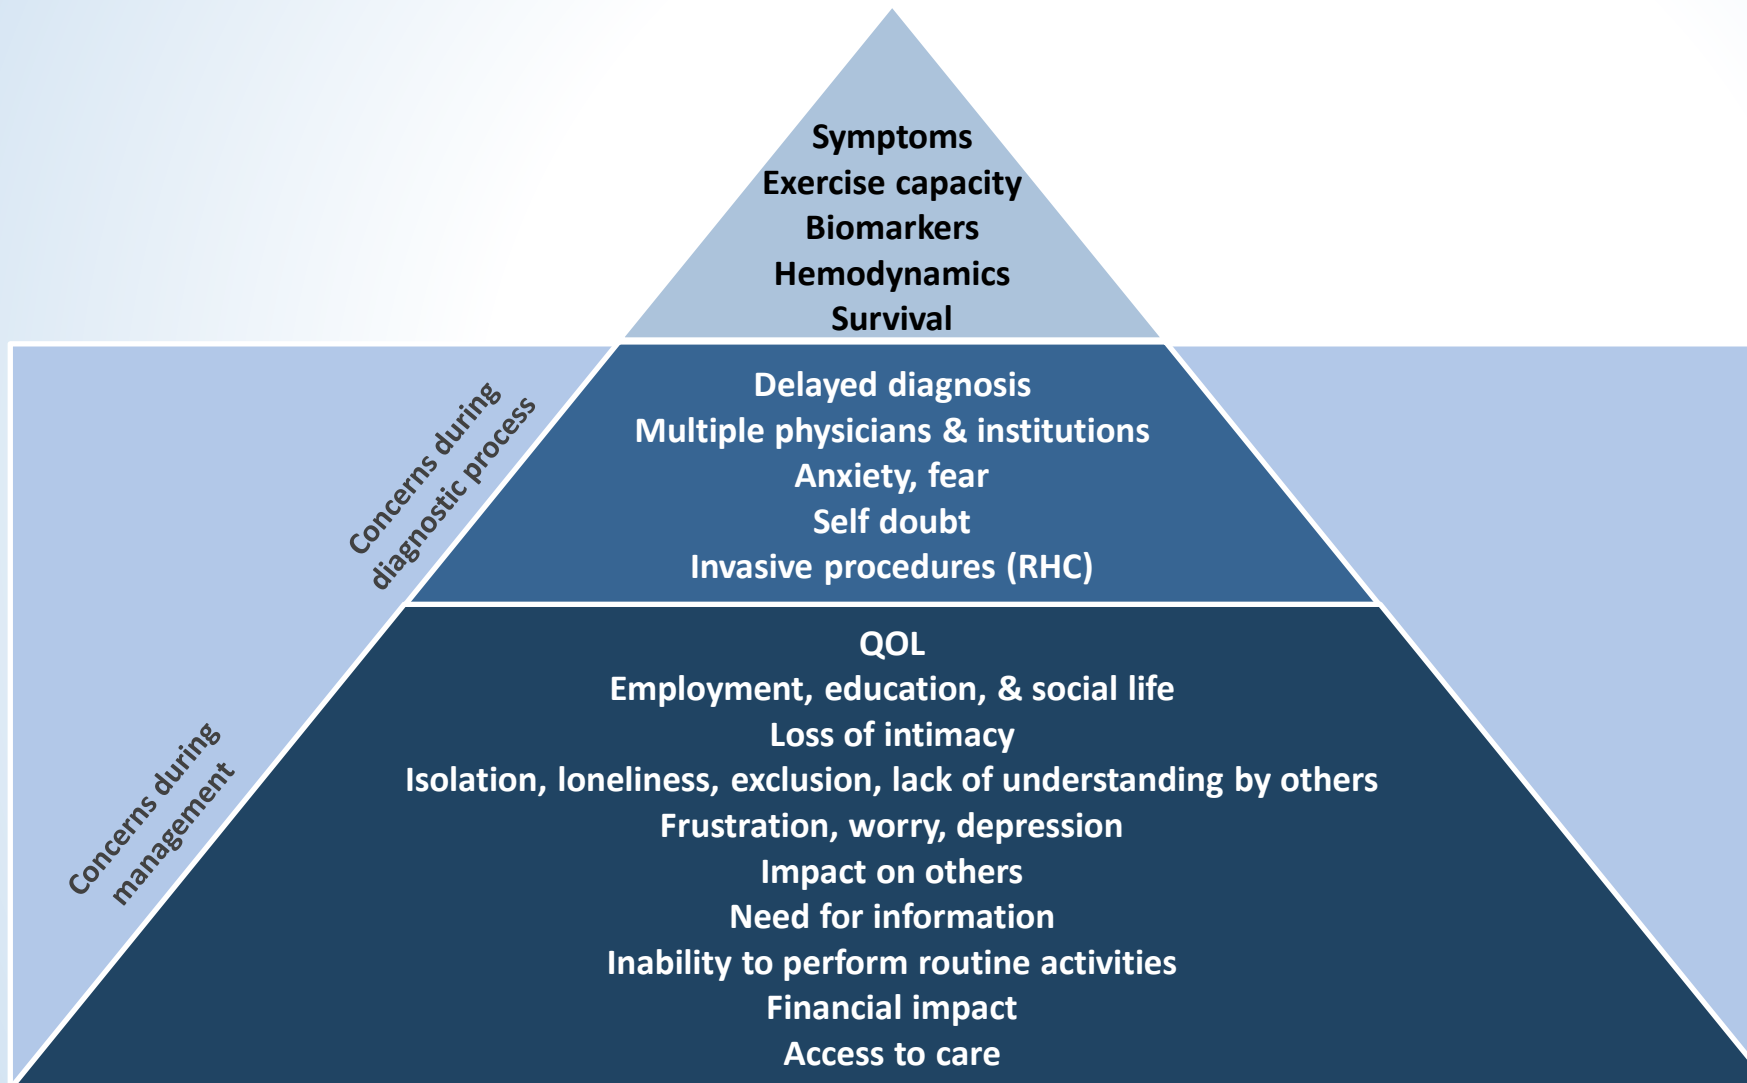 Symptoms
Exercise capacity
Biomarkers
Hemodynamics
Survival
Concerns during
diagnostic process
Delayed diagnosis
Multiple physicians & institutions
Anxiety, fear
Self doubt
Invasive procedures (RHC)
Concerns during
management
QOL
Employment, education, & social life
Loss of intimacy
Isolation, loneliness, exclusion, lack of understanding by others
Frustration, worry, depression
Impact on others
Need for information
Inability to perform routine activities
Financial impact
Access to care